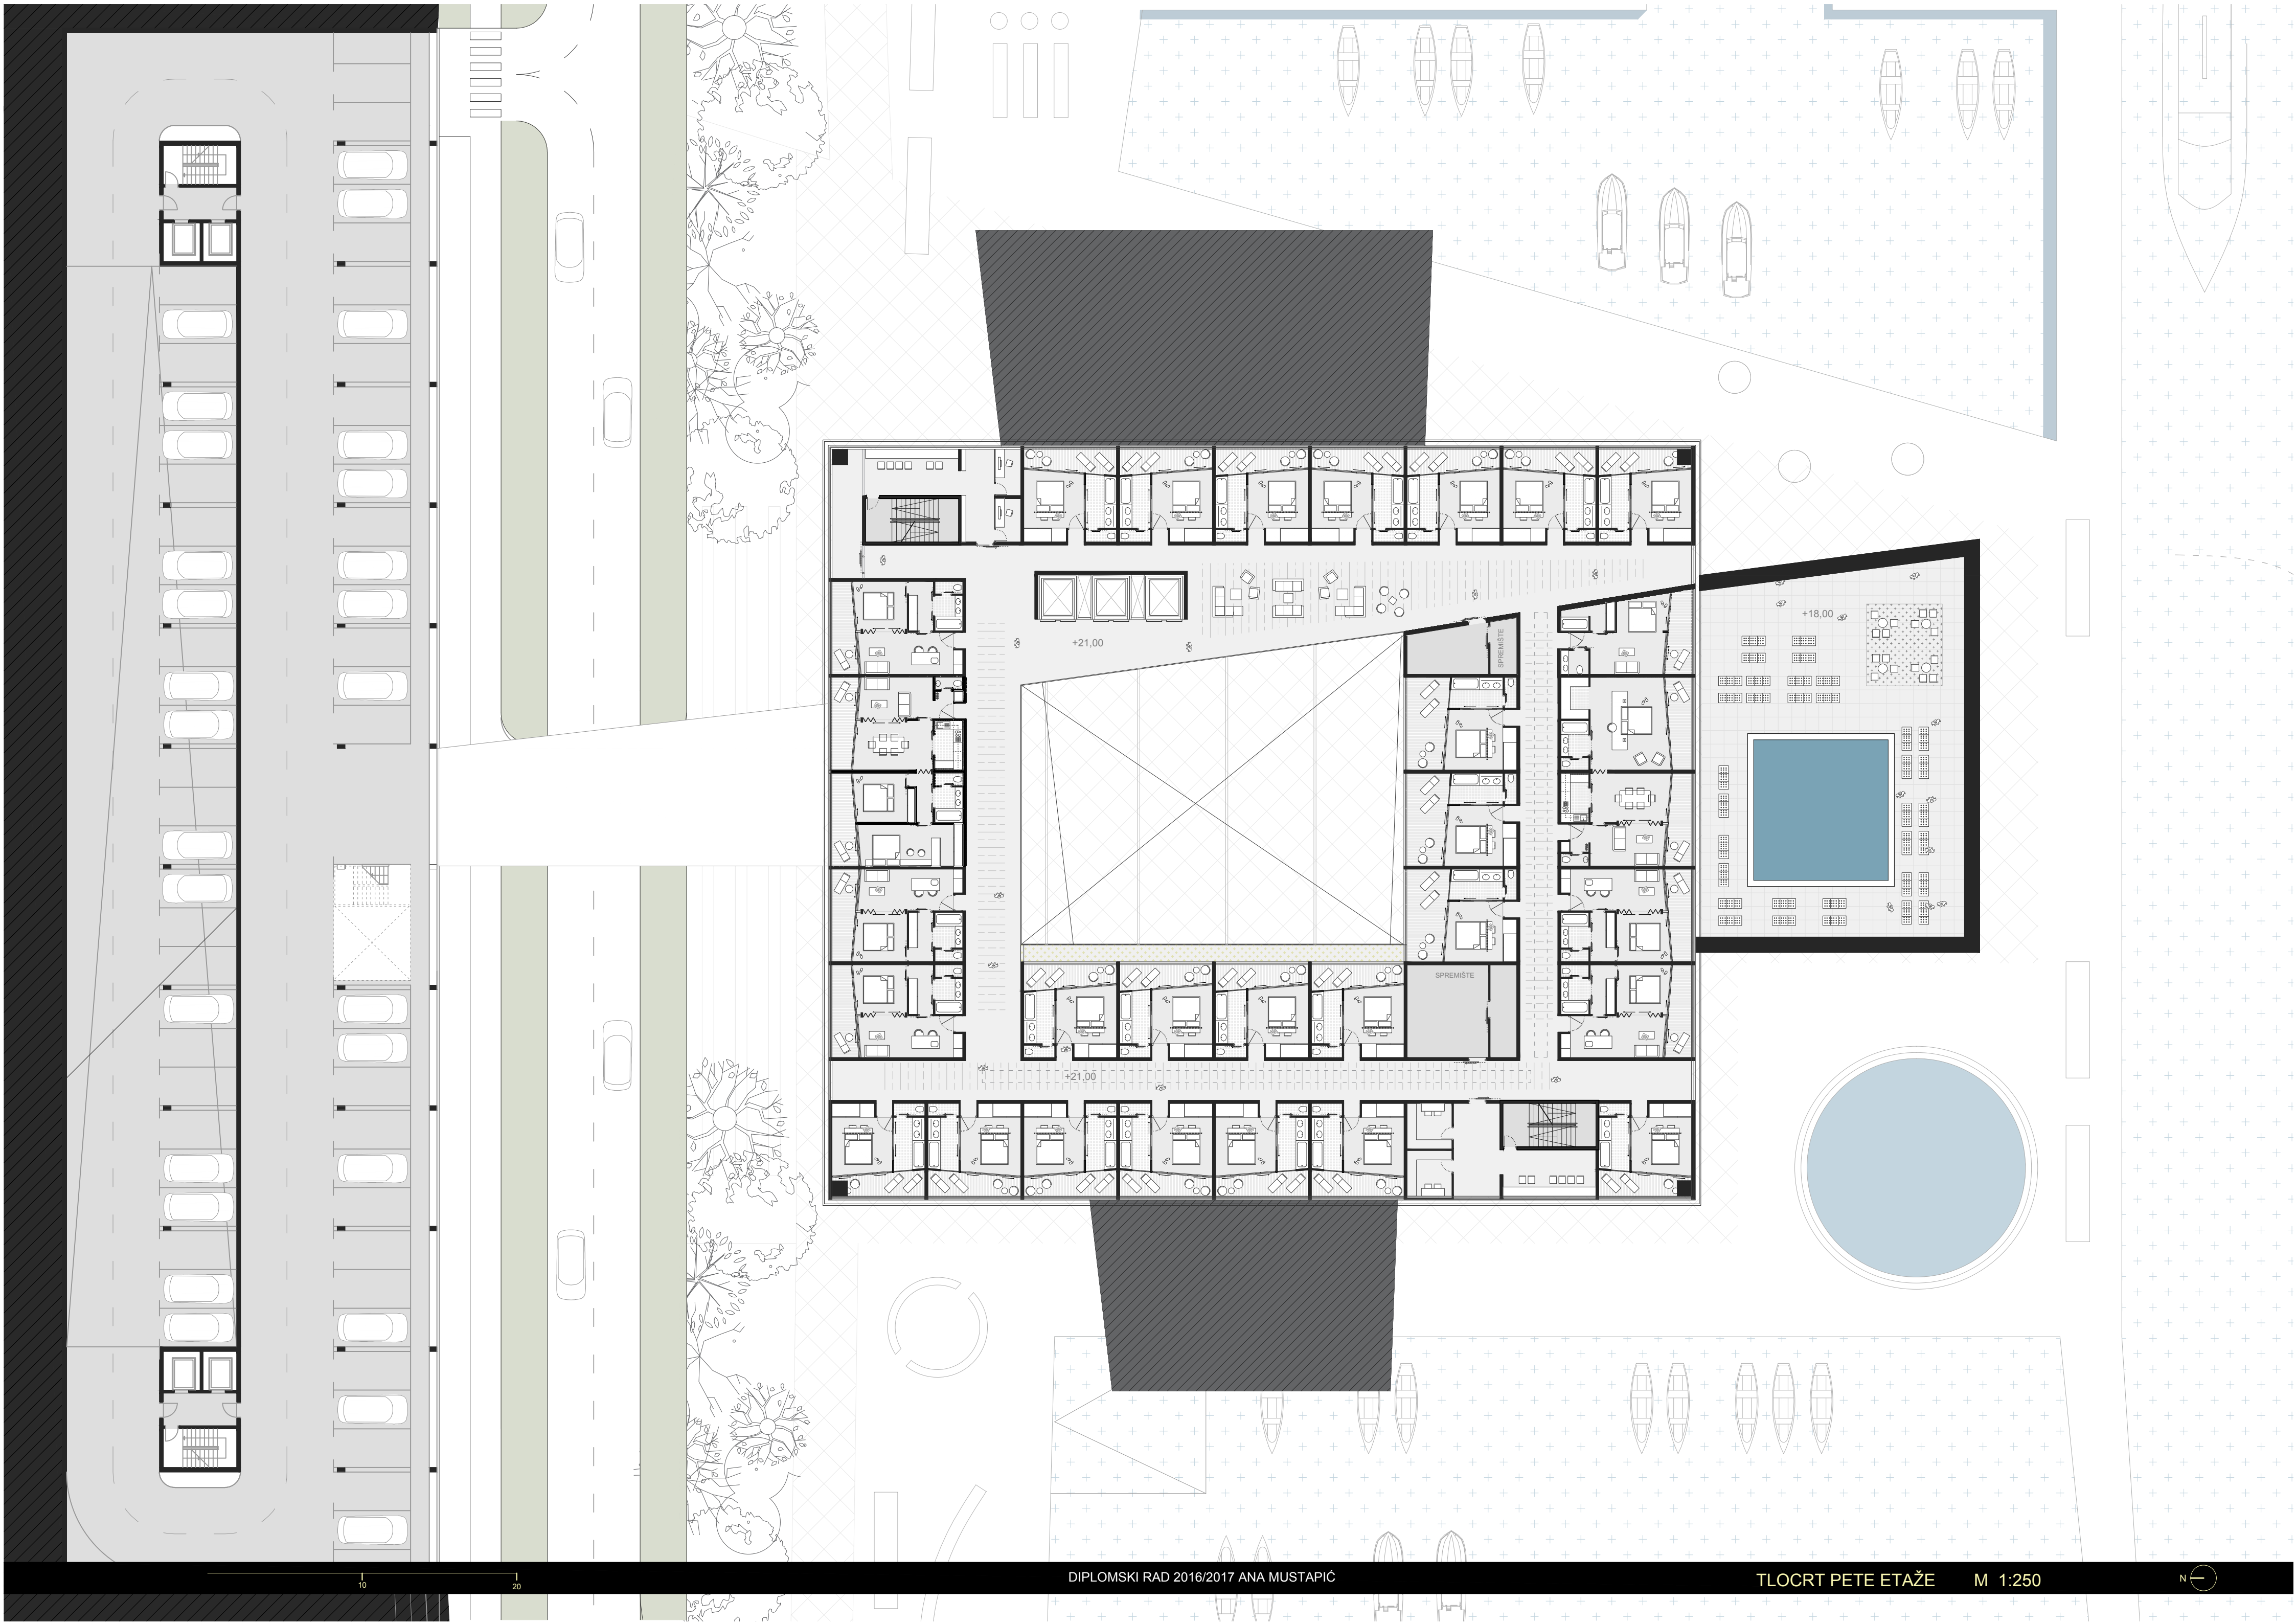 +18,00
SPREMIŠTE
+21,00
SPREMIŠTE
+21,00
10
20
DIPLOMSKI RAD 2016/2017 ANA MUSTAPIĆ
TLOCRT PETE ETAŽE M 1:250
N